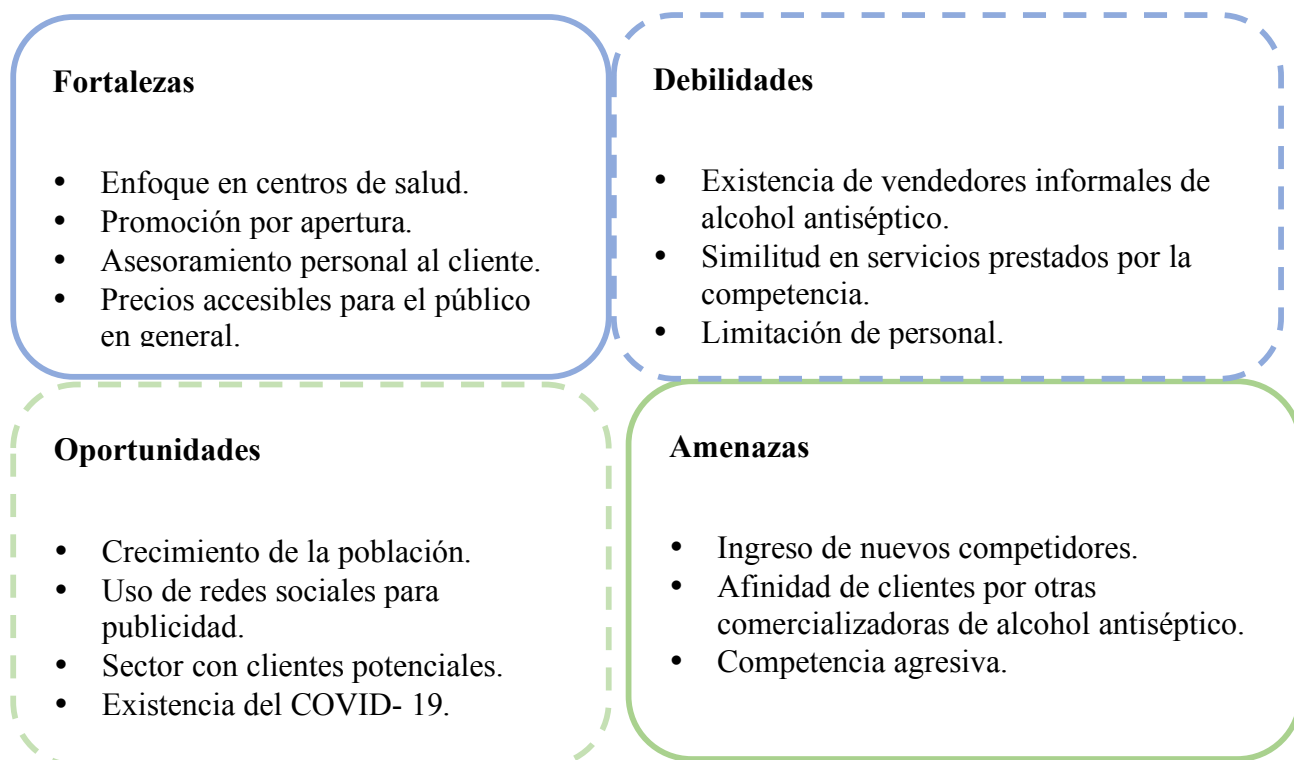 Fortalezas
• Enfoque en centros de salud.
• Promoción por apertura.
• Asesoramiento personal al cliente.
• Precios accesibles para el público
en general.
Debilidades
• Existencia de vendedores informales de
alcohol antiséptico.
• Similitud en servicios prestados por la
competencia.
• Limitación de personal.
Oportunidades
• Crecimiento de la población.
• Uso de redes sociales para
publicidad.
• Sector con clientes potenciales.
• Existencia del COVID- 19.
Amenazas
• Ingreso de nuevos competidores.
• Afinidad de clientes por otras
comercializadoras de alcohol antiséptico.
• Competencia agresiva.